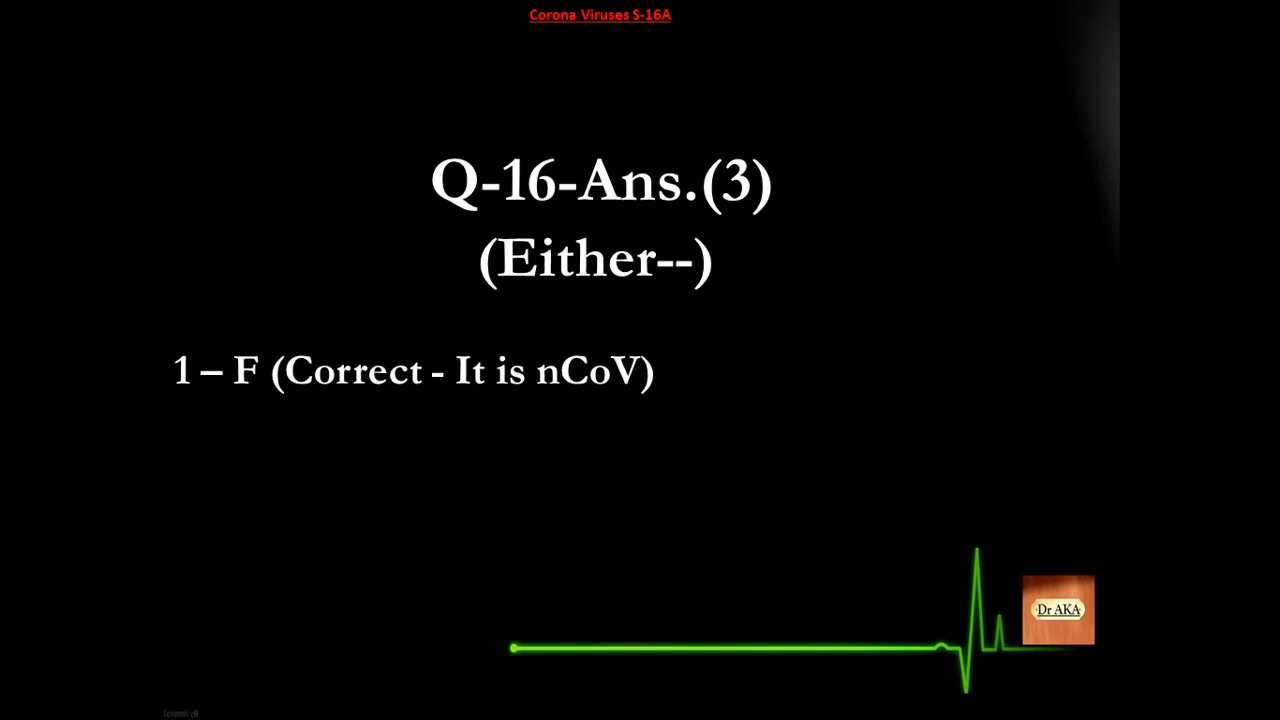 Corona Viruses S-16A
Q-16-Ans.(3)
(Either--)
1 – F (Correct - It is nCoV)
Dr AKA